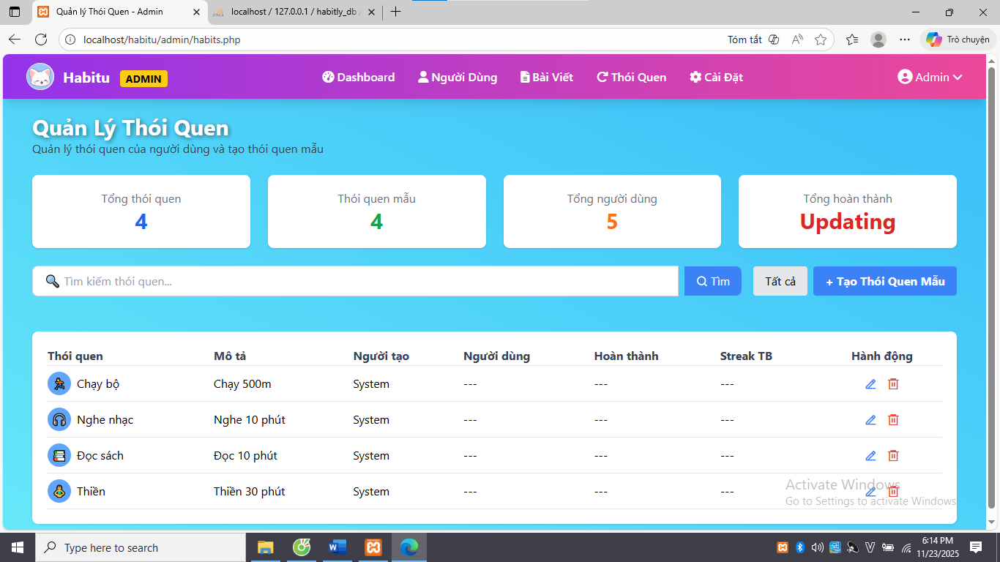 Quản lý Thói Quen - Admin
localhost / 127.0.0.1 / habitly_db /
localhost/habitu/admin/habits.php
Tóm tắt
Trò chuyện
Habitu ADMIN Dashboard Người Dùng Bài Viết Thói Quen Cài Đặt Admin
Quản Lý Thói Quen
Quản lý thói quen của người dùng và tạo thói quen mẫu
Tổng thói quen Thói quen mẫu Tổng người dùng Tổng hoàn thành
4 4 5 Updating
Tìm kiếm thói quen... Tìm Tất cả + Tạo Thói Quen Mẫu
Thói quen Mô tả Người tạo Người dùng Hoàn thành Streak TB Hành động
Chạy bộ Chạy 500m System --- --- ---
Nghe nhạc Nghe 10 phút System --- --- ---
Đọc sách Đọc 10 phút System --- --- ---
Thiền Thiền 30 phút System --- --- ---
Activate Windows
Go to Settings to activate Windows.
Type here to search
6:14 PM
11/23/2025